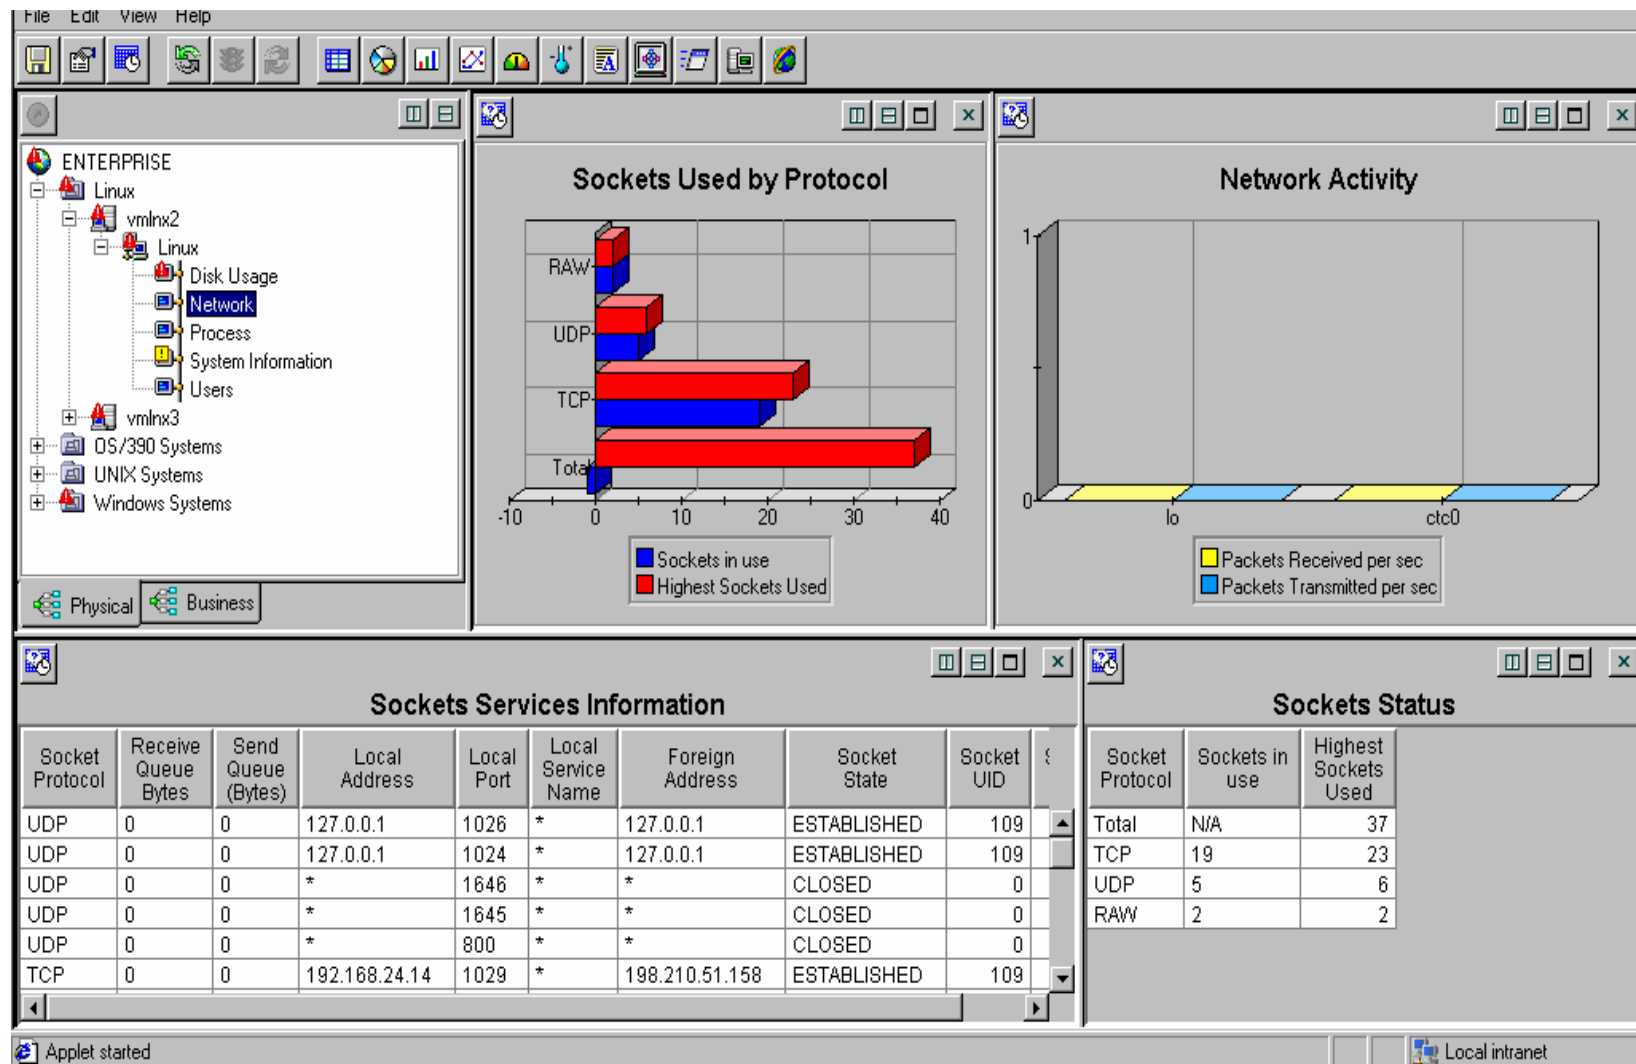 File Edit View Help
ENTERPRISE
Linux
vmlnx2
Linux
Disk Usage
Network
Process
System Information
Users
vmlnx3
OS/390 Systems
UNIX Systems
Windows Systems
Physical
Business
Sockets Used by Protocol
RAW
UDP
TCP
Total
-10 0 10 20 30 40
Sockets in use
Highest Sockets Used
Network Activity
1
0
lo ctc0
Packets Received per sec
Packets Transmitted per sec
Sockets Services Information
Socket Protocol Receive Queue Bytes Send Queue (Bytes) Local Address Local Port Local Service Name Foreign Address Socket State Socket UID
UDP 0 0 127.0.0.1 1026 * 127.0.0.1 ESTABLISHED 109
UDP 0 0 127.0.0.1 1024 * 127.0.0.1 ESTABLISHED 109
UDP 0 0 * 1646 * * CLOSED 0
UDP 0 0 * 1645 * * CLOSED 0
UDP 0 0 * 800 * * CLOSED 0
TCP 0 0 192.168.24.14 1029 * 198.210.51.158 ESTABLISHED 109
Sockets Status
Socket Protocol Sockets in use Highest Sockets Used
Total N/A 37
TCP 19 23
UDP 5 6
RAW 2 2
Applet started
Local intranet